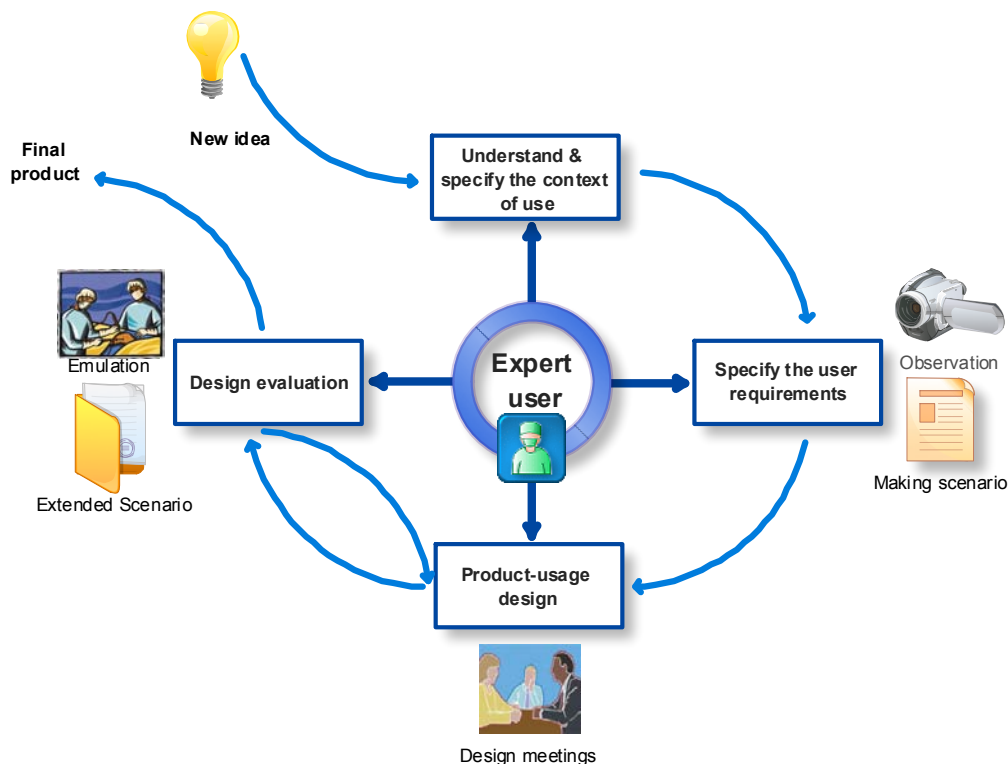 New idea
Final
product
Understand &
specify the context
of use
Emulation
Design evaluation
Expert
user
Specify the user
requirements
Observation
Extended Scenario
Making scenario
Product-usage
design
Design meetings